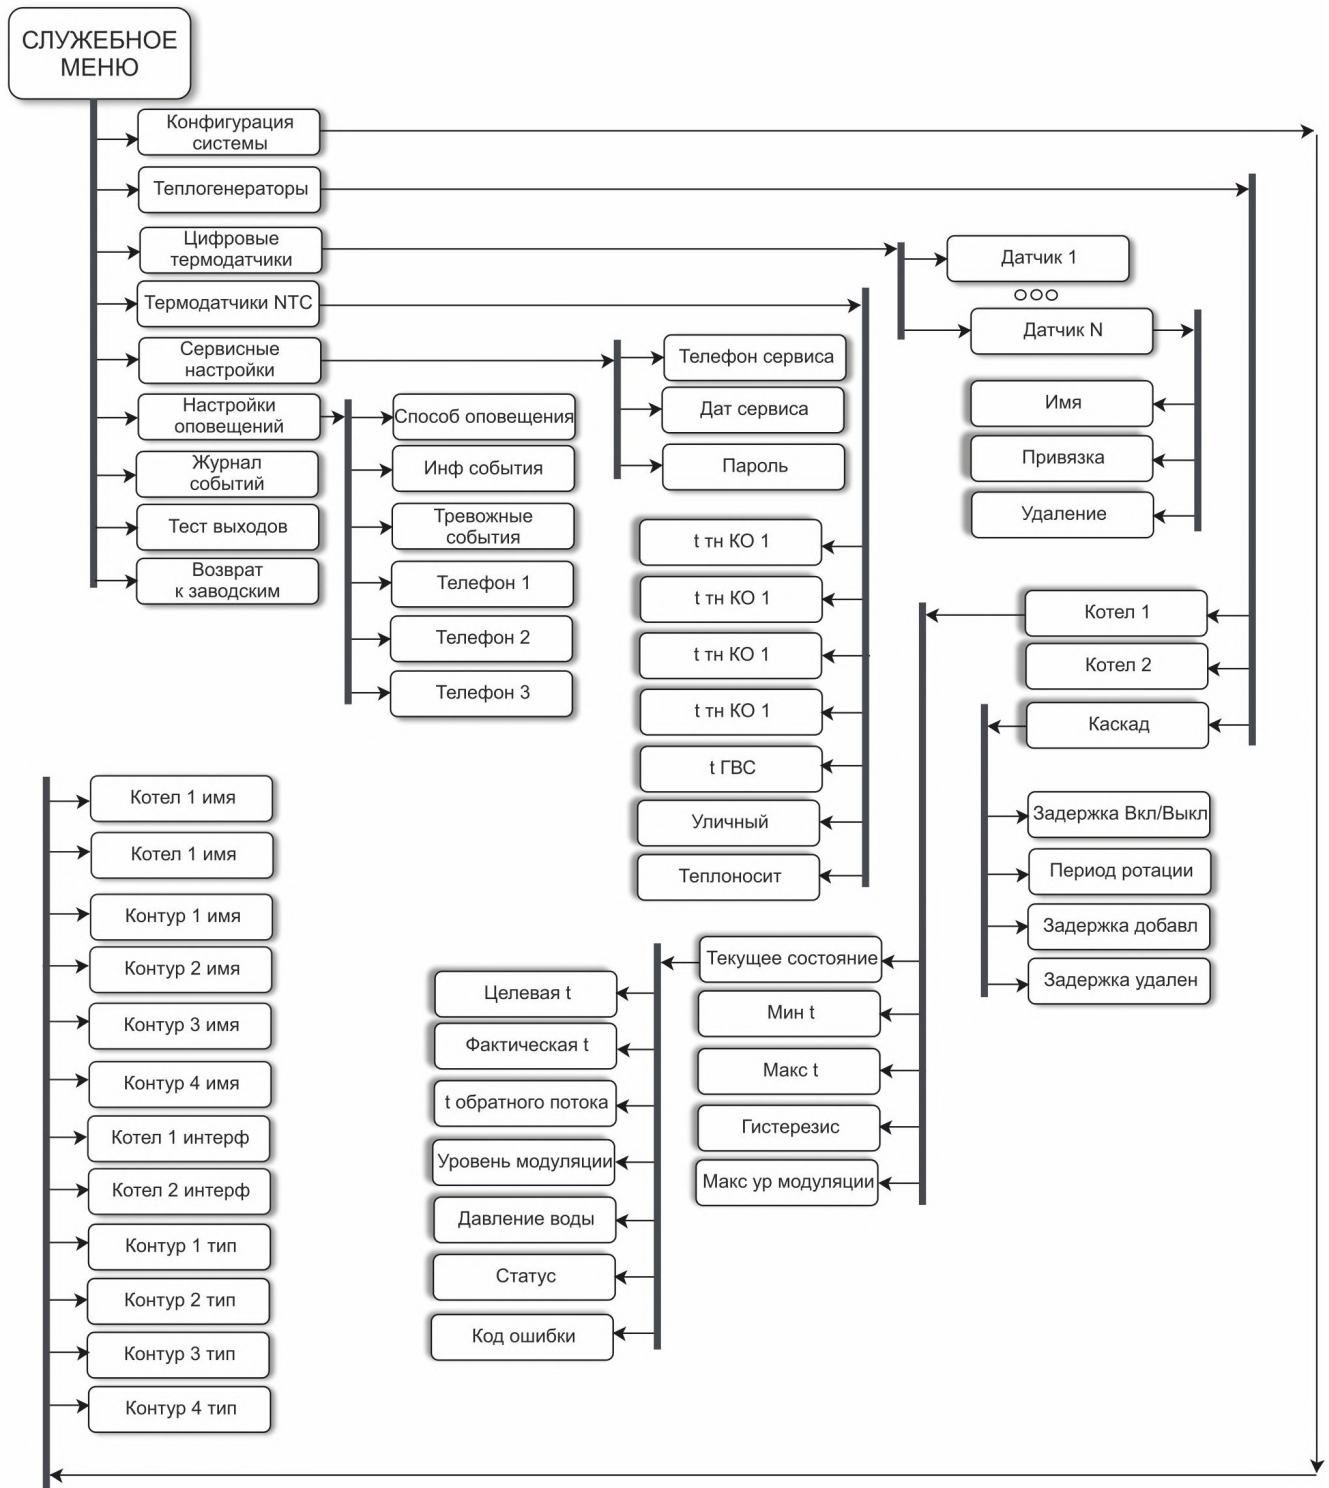 СЛУЖЕБНОЕ
МЕНЮ
Конфигурация
системы
Теплогенераторы
Цифровые
термодатчики
Термодатчики NTC
Сервисные
настройки
Настройки
оповещений
Журнал
событий
Тест выходов
Возврат
к заводским
Способ оповещения
Инф события
Тревожные
события
Телефон 1
Телефон 2
Телефон 3
Телефон сервиса
Дат сервиса
Пароль
Датчик 1
Датчик N
Имя
Привязка
Удаление
t тн КО 1
t тн КО 1
t тн КО 1
t тн КО 1
t ГВС
Уличный
Теплоносит
Котел 1
Котел 2
Каскад
Задержка Вкл/Выкл
Период ротации
Задержка добавл
Задержка удален
Текущее состояние
Мин t
Макс t
Гистерезис
Макс ур модуляции
Целевая t
Фактическая t
t обратного потока
Уровень модуляции
Давление воды
Статус
Код ошибки
Котел 1 имя
Котел 1 имя
Контур 1 имя
Контур 2 имя
Контур 3 имя
Контур 4 имя
Котел 1 интерф
Котел 2 интерф
Контур 1 тип
Контур 2 тип
Контур 3 тип
Контур 4 тип